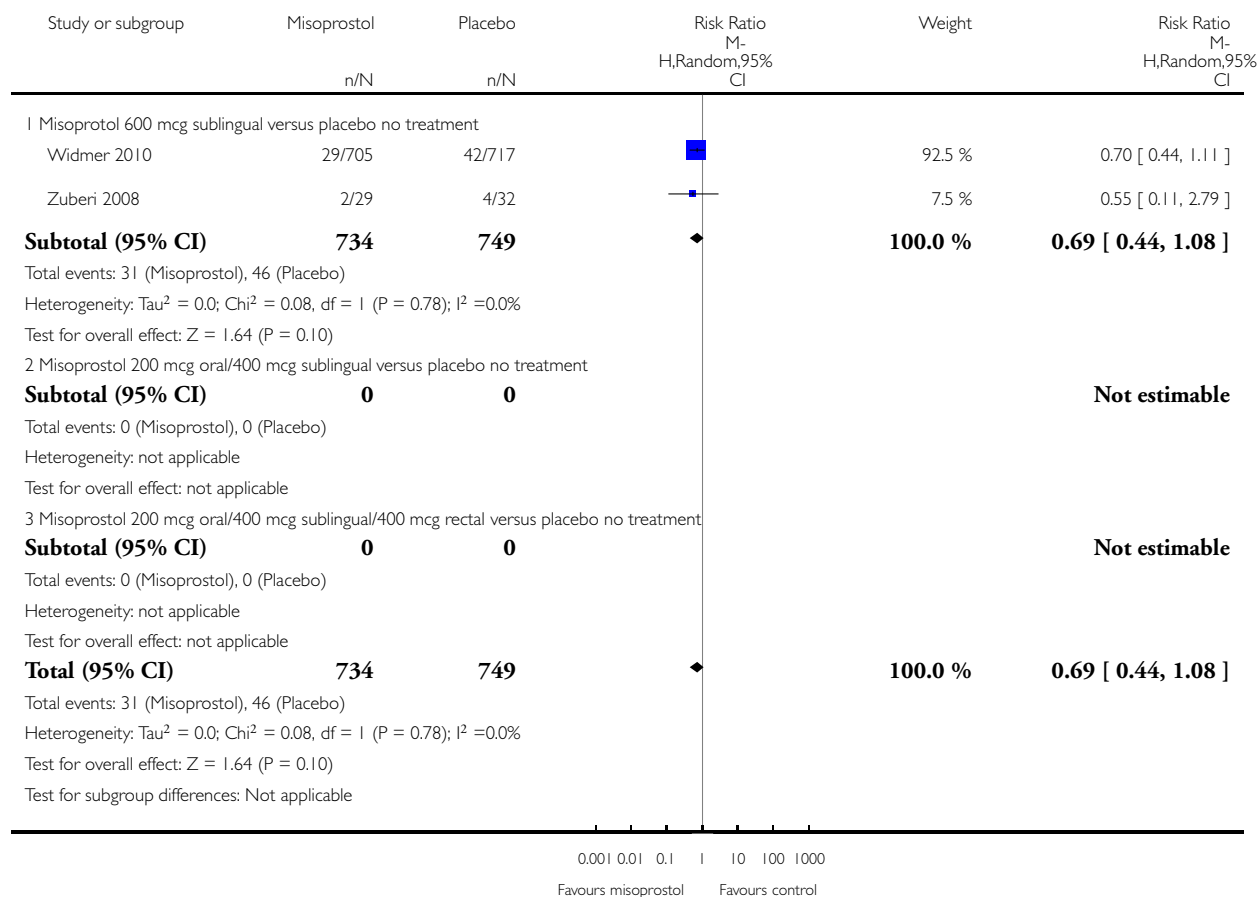 Study or subgroup Misoprostol Placebo Risk Ratio Weight Risk Ratio
M- M-
H,Random,95% H,Random,95%
n/N n/N CI CI
1 Misoprotol 600 mcg sublingual versus placebo no treatment
Widmer 2010 29/705 42/717 92.5 % 0.70 [ 0.44, 1.11 ]
Zuberi 2008 2/29 4/32 7.5 % 0.55 [ 0.11, 2.79 ]
Subtotal (95% CI) 734 749 100.0 % 0.69 [ 0.44, 1.08 ]
Total events: 31 (Misoprostol), 46 (Placebo)
Heterogeneity: Tau² = 0.0; Chi² = 0.08, df = 1 (P = 0.78); I² =0.0%
Test for overall effect: Z = 1.64 (P = 0.10)
2 Misoprostol 200 mcg oral/400 mcg sublingual versus placebo no treatment
Subtotal (95% CI) 0 0 Not estimable
Total events: 0 (Misoprostol), 0 (Placebo)
Heterogeneity: not applicable
Test for overall effect: not applicable
3 Misoprostol 200 mcg oral/400 mcg sublingual/400 mcg rectal versus placebo no treatment
Subtotal (95% CI) 0 0 Not estimable
Total events: 0 (Misoprostol), 0 (Placebo)
Heterogeneity: not applicable
Test for overall effect: not applicable
Total (95% CI) 734 749 100.0 % 0.69 [ 0.44, 1.08 ]
Total events: 31 (Misoprostol), 46 (Placebo)
Heterogeneity: Tau² = 0.0; Chi² = 0.08, df = 1 (P = 0.78); I² =0.0%
Test for overall effect: Z = 1.64 (P = 0.10)
Test for subgroup differences: Not applicable
0.001 0.01 0.1 1 10 100 1000
Favours misoprostol Favours control